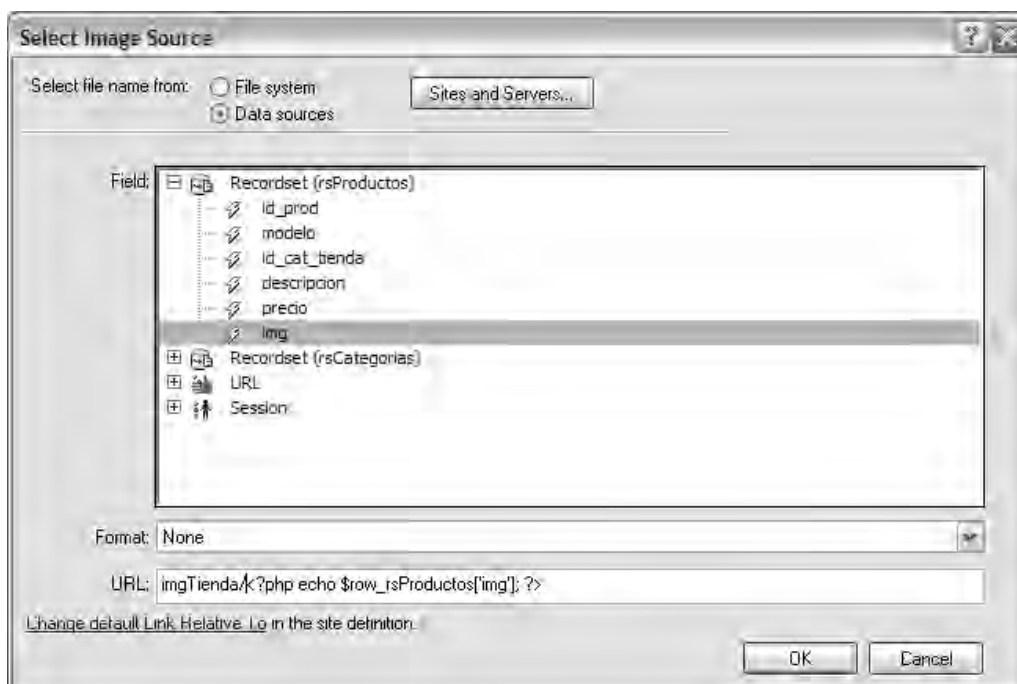 Select Image Source
Select file name from: File system
Sites and Servers...
Data sources
Field:
Recordset (rsProductos)
id_prod
modelo
id_cat_tienda
descripcion
precio
img
Recordset (rsCategorias)
URL
Session
Format: None
URL: imgTienda/<?php echo $row_rsProductos['img']; ?>
Change default Link Relative To in the site definition.
OK
Cancel